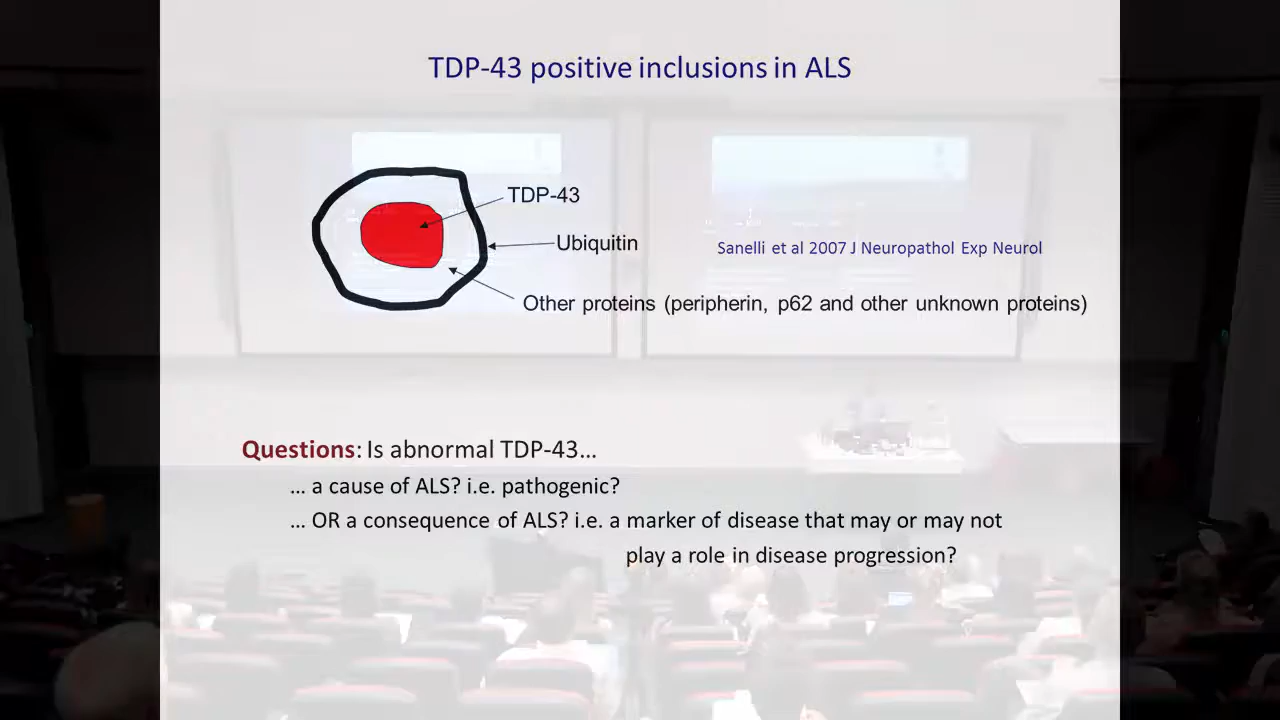 TDP-43 positive inclusions in ALS
TDP-43
Ubiquitin
Sanelli et al 2007 J Neuropathol Exp Neurol
Other proteins (peripherin, p62 and other unknown proteins)
Questions: Is abnormal TDP-43…
… a cause of ALS? i.e. pathogenic?
… OR a consequence of ALS? i.e. a marker of disease that may or may not
play a role in disease progression?